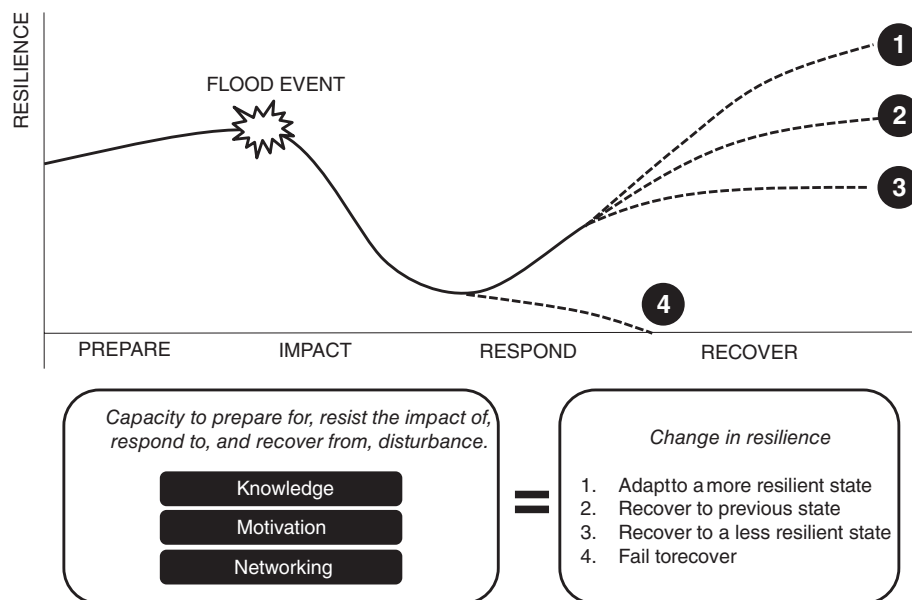 RESILIENCE
FLOOD EVENT
1
2
3
4
PREPARE
IMPACT
RESPOND
RECOVER
Capacity to prepare for, resist the impact of,
respond to, and recover from, disturbance.
Knowledge
Motivation
Networking
=
Change in resilience
1. Adaptto a more resilient state
2. Recover to previous state
3. Recover to a less resilient state
4. Fail torecover